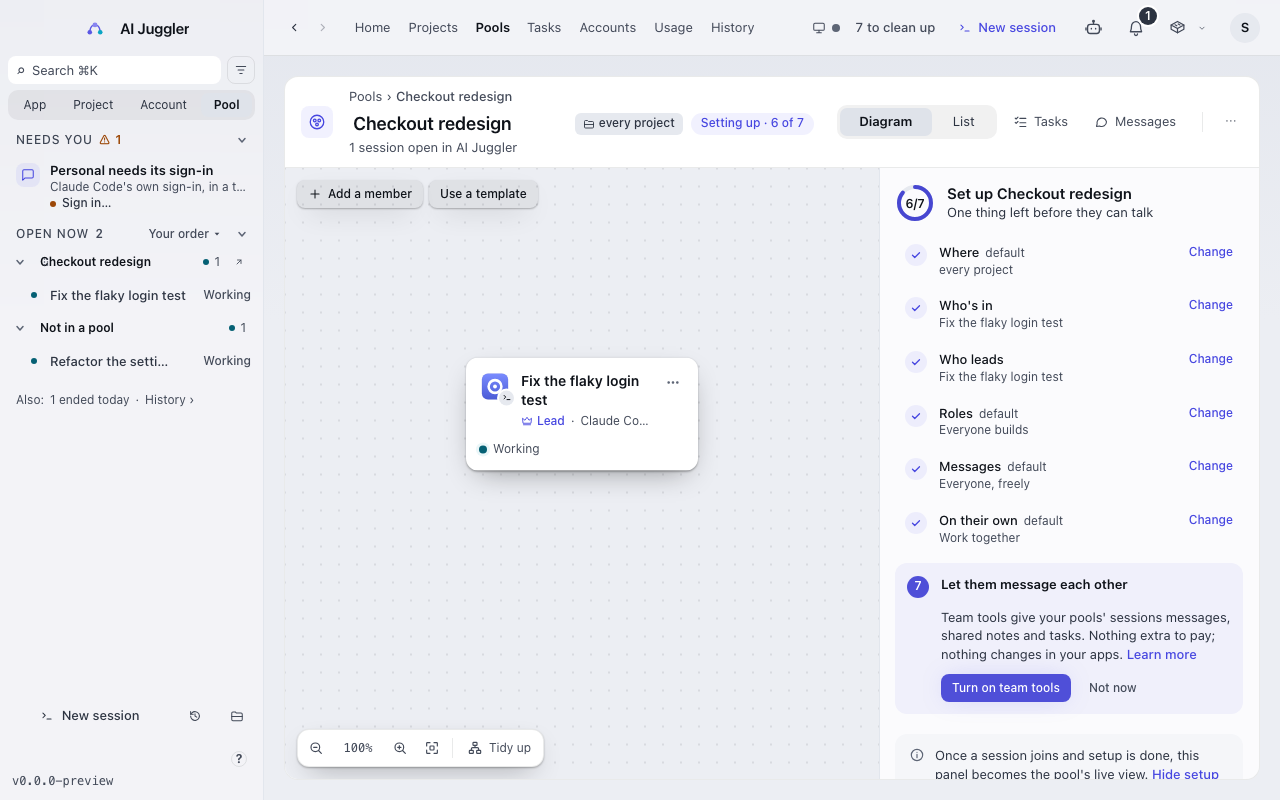 AI Juggler
Search ⌘K
App Project Account Pool
NEEDS YOU 1
Personal needs its sign-in
Claude Code's own sign-in, in a t…
Sign in…
OPEN NOW 2 Your order
Checkout redesign 1
Fix the flaky login test Working
Not in a pool 1
Refactor the setti… Working
Also: 1 ended today · History ›
New session
?
v0.0.0-preview
Home Projects Pools Tasks Accounts Usage History
7 to clean up
New session
1
S
Pools › Checkout redesign
Checkout redesign
1 session open in AI Juggler
every project
Setting up · 6 of 7
Diagram List
Tasks
Messages
Add a member
Use a template
Fix the flaky login
test
Lead · Claude Co…
Working
100%
Tidy up
6/7
Set up Checkout redesign
One thing left before they can talk
Where default Change
every project
Who's in Change
Fix the flaky login test
Who leads Change
Fix the flaky login test
Roles default Change
Everyone builds
Messages default Change
Everyone, freely
On their own default Change
Work together
7 Let them message each other
Team tools give your pools' sessions messages,
shared notes and tasks. Nothing extra to pay;
nothing changes in your apps. Learn more
Turn on team tools Not now
Once a session joins and setup is done, this
panel becomes the pool's live view. Hide setup